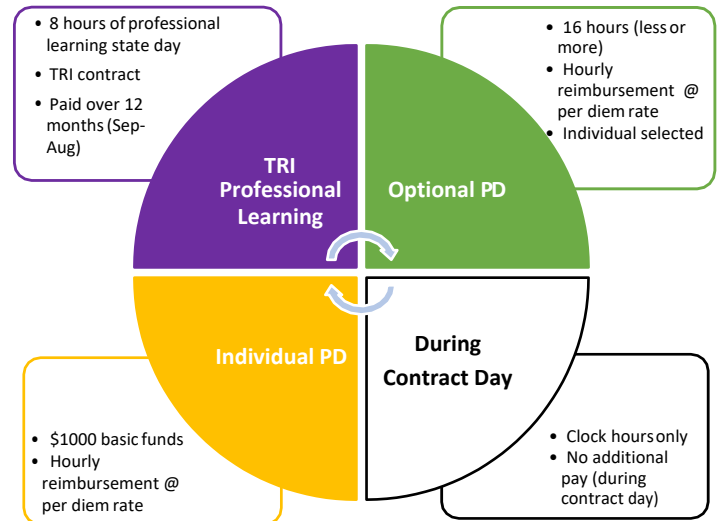 • 8 hours of professional
learning state day
• TRI contract
• Paid over 12
months (Sep-
Aug)
• 16 hours (less or
more)
• Hourly
reimbursement @
per diem rate
• Individual selected
TRI
Professional
Learning
Optional PD
Individual PD
During
Contract Day
• $1000 basic funds
• Hourly
reimbursement @
per diem rate
• Clock hours only
• No additional
pay (during
contract day)